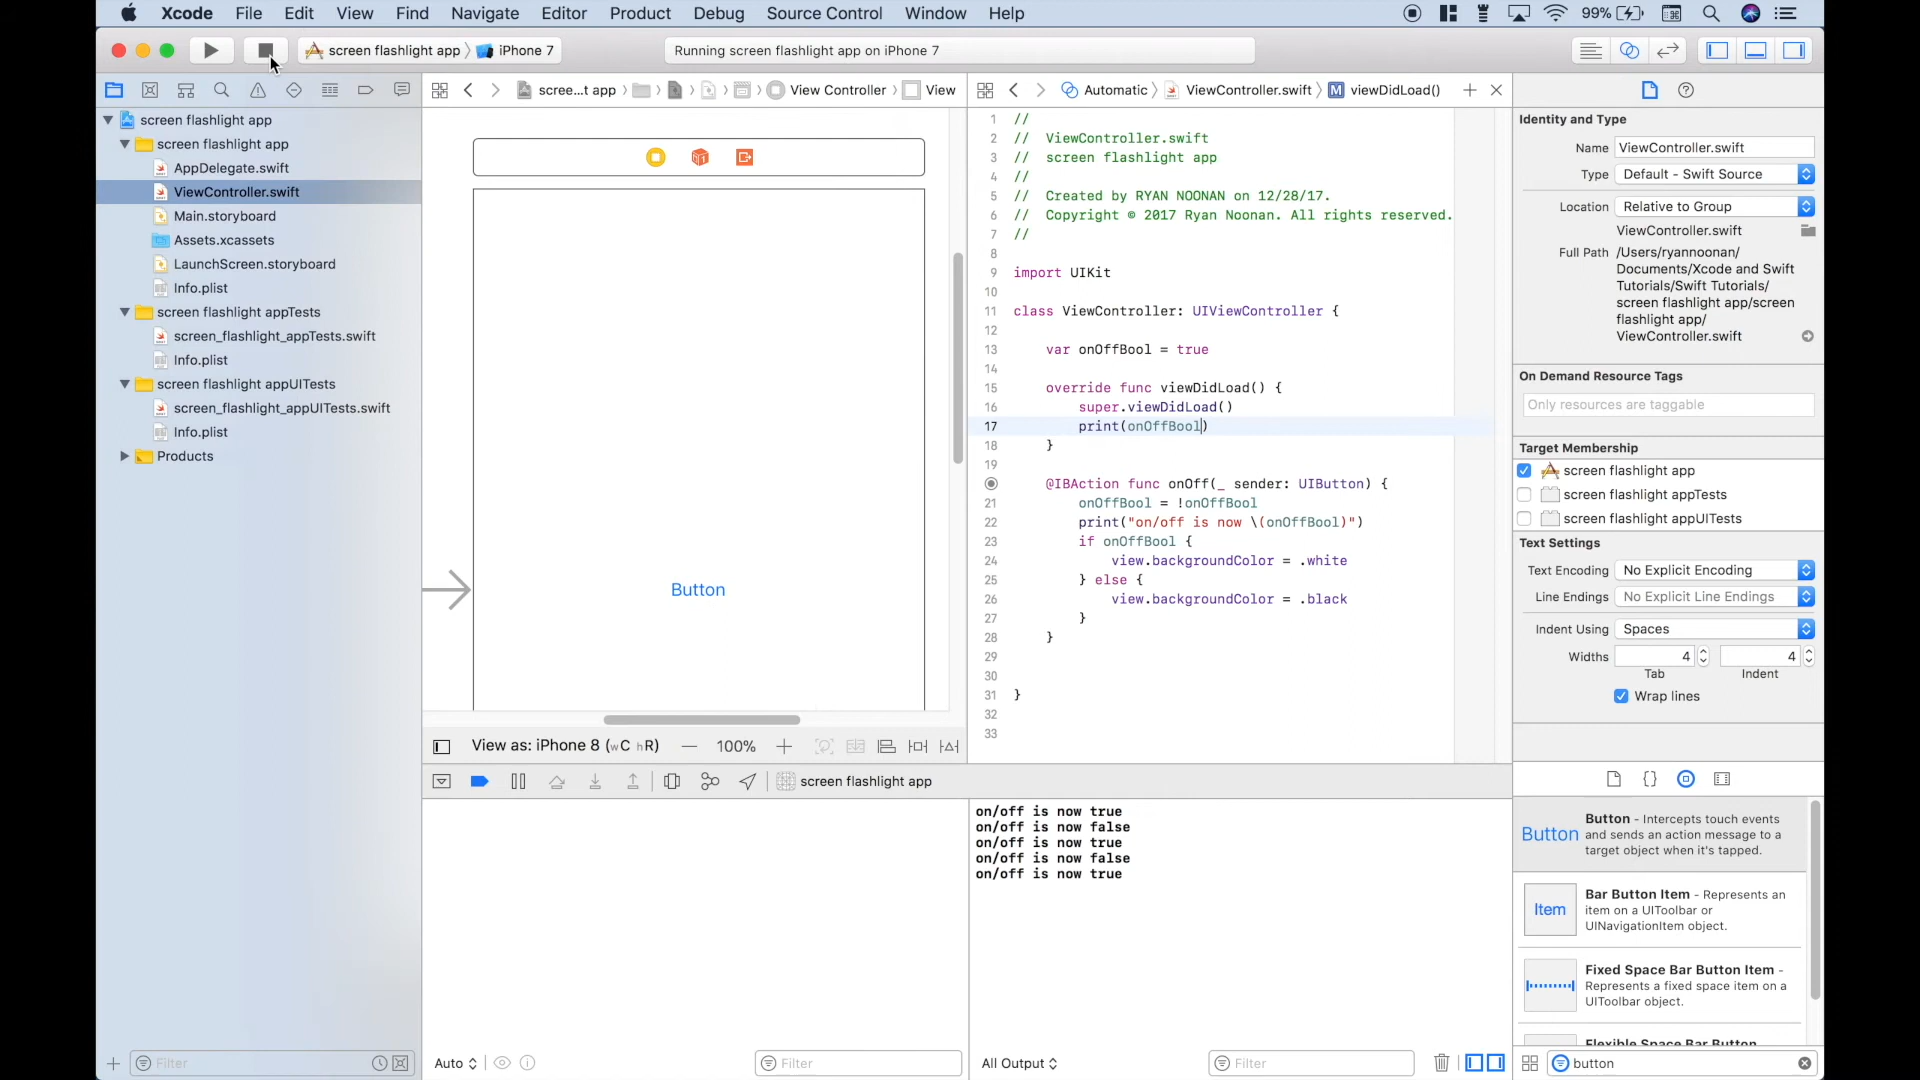 Xcode File Edit View Find Navigate Editor Product Debug Source Control Window Help 99%
screen flashlight app iPhone 7 Running screen flashlight app on iPhone 7
scree...t app View Controller View Automatic ViewController.swift M viewDidLoad()
screen flashlight app
screen flashlight app
AppDelegate.swift
ViewController.swift
Main.storyboard
Assets.xcassets
LaunchScreen.storyboard
Info.plist
screen flashlight appTests
screen_flashlight_appTests.swift
Info.plist
screen flashlight appUITests
screen_flashlight_appUITests.swift
Info.plist
Products
Filter
Button
View as: iPhone 8 (wC hR) 100%
1 //
2 // ViewController.swift
3 // screen flashlight app
4 //
5 // Created by RYAN NOONAN on 12/28/17.
6 // Copyright © 2017 Ryan Noonan. All rights reserved.
7 //
8
9 import UIKit
10
11 class ViewController: UIViewController {
12
13 var onOffBool = true
14
15 override func viewDidLoad() {
16 super.viewDidLoad()
17 print(onOffBool)
18 }
19
@IBAction func onOff(_ sender: UIButton) {
21 onOffBool = !onOffBool
22 print("on/off is now \(onOffBool)")
23 if onOffBool {
24 view.backgroundColor = .white
25 } else {
26 view.backgroundColor = .black
27 }
28 }
29
30
31 }
32
33
screen flashlight app
on/off is now true
on/off is now false
on/off is now true
on/off is now false
on/off is now true
Auto Filter All Output Filter
Identity and Type
Name ViewController.swift
Type Default - Swift Source
Location Relative to Group
ViewController.swift
Full Path /Users/ryannoonan/
Documents/Xcode and Swift
Tutorials/Swift Tutorials/
screen flashlight app/screen
flashlight app/
ViewController.swift
On Demand Resource Tags
Only resources are taggable
Target Membership
screen flashlight app
screen flashlight appTests
screen flashlight appUITests
Text Settings
Text Encoding No Explicit Encoding
Line Endings No Explicit Line Endings
Indent Using Spaces
Widths 4 4
Tab Indent
Wrap lines
Button Button - Intercepts touch events
and sends an action message to a
target object when it's tapped.
Item Bar Button Item - Represents an
item on a UIToolbar or
UINavigationItem object.
Fixed Space Bar Button Item -
Represents a fixed space item on a
UIToolbar object.
Flexible Space Bar Button
button